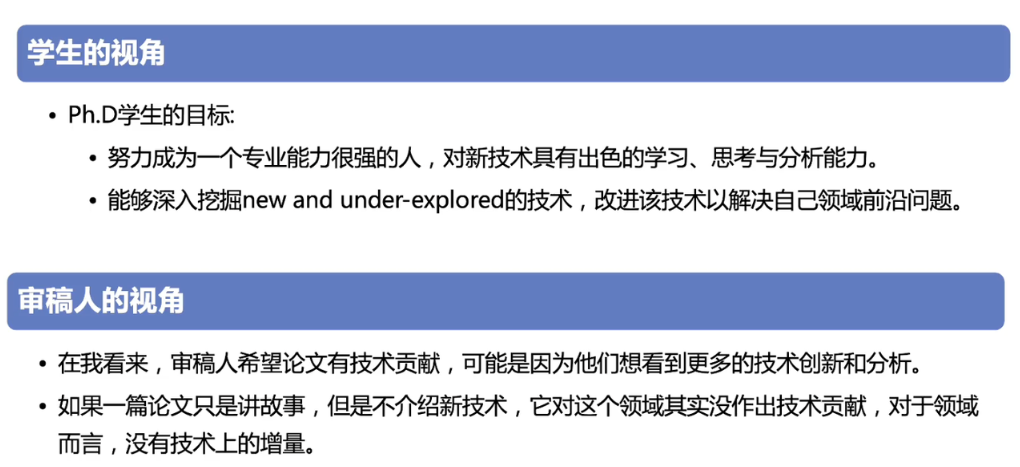 学生的视角
• Ph.D学生的目标:
• 努力成为一个专业能力很强的人，对新技术具有出色的学习、思考与分析能力。
• 能够深入挖掘new and under-explored的技术，改进该技术以解决自己领域前沿问题。
审稿人的视角
• 在我看来，审稿人希望论文有技术贡献，可能是因为他们想看到更多的技术创新和分析。
• 如果一篇论文只是讲故事，但是不介绍新技术，它对这个领域其实没作出技术贡献，对于领域
而言，没有技术上的增量。